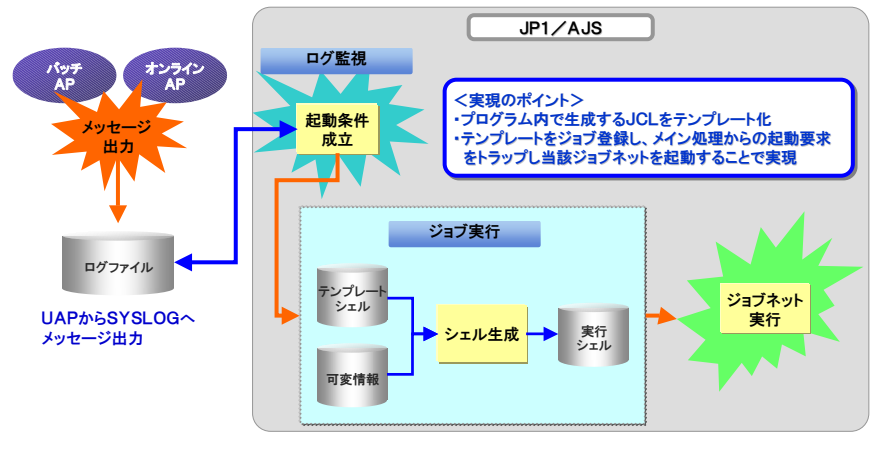 JP1／AJS
バッチ
AP
オンライン
AP
メッセージ
出力
ログファイル
UAPからSYSLOGへ
メッセージ出力
ログ監視
起動条件
成立
＜実現のポイント＞
・プログラム内で生成するJCLをテンプレート化
・テンプレートをジョブ登録し、メイン処理からの起動要求
をトラップし当該ジョブネットを起動することで実現
ジョブ実行
テンプレート
シェル
可変情報
シェル生成
実行
シェル
ジョブネット
実行